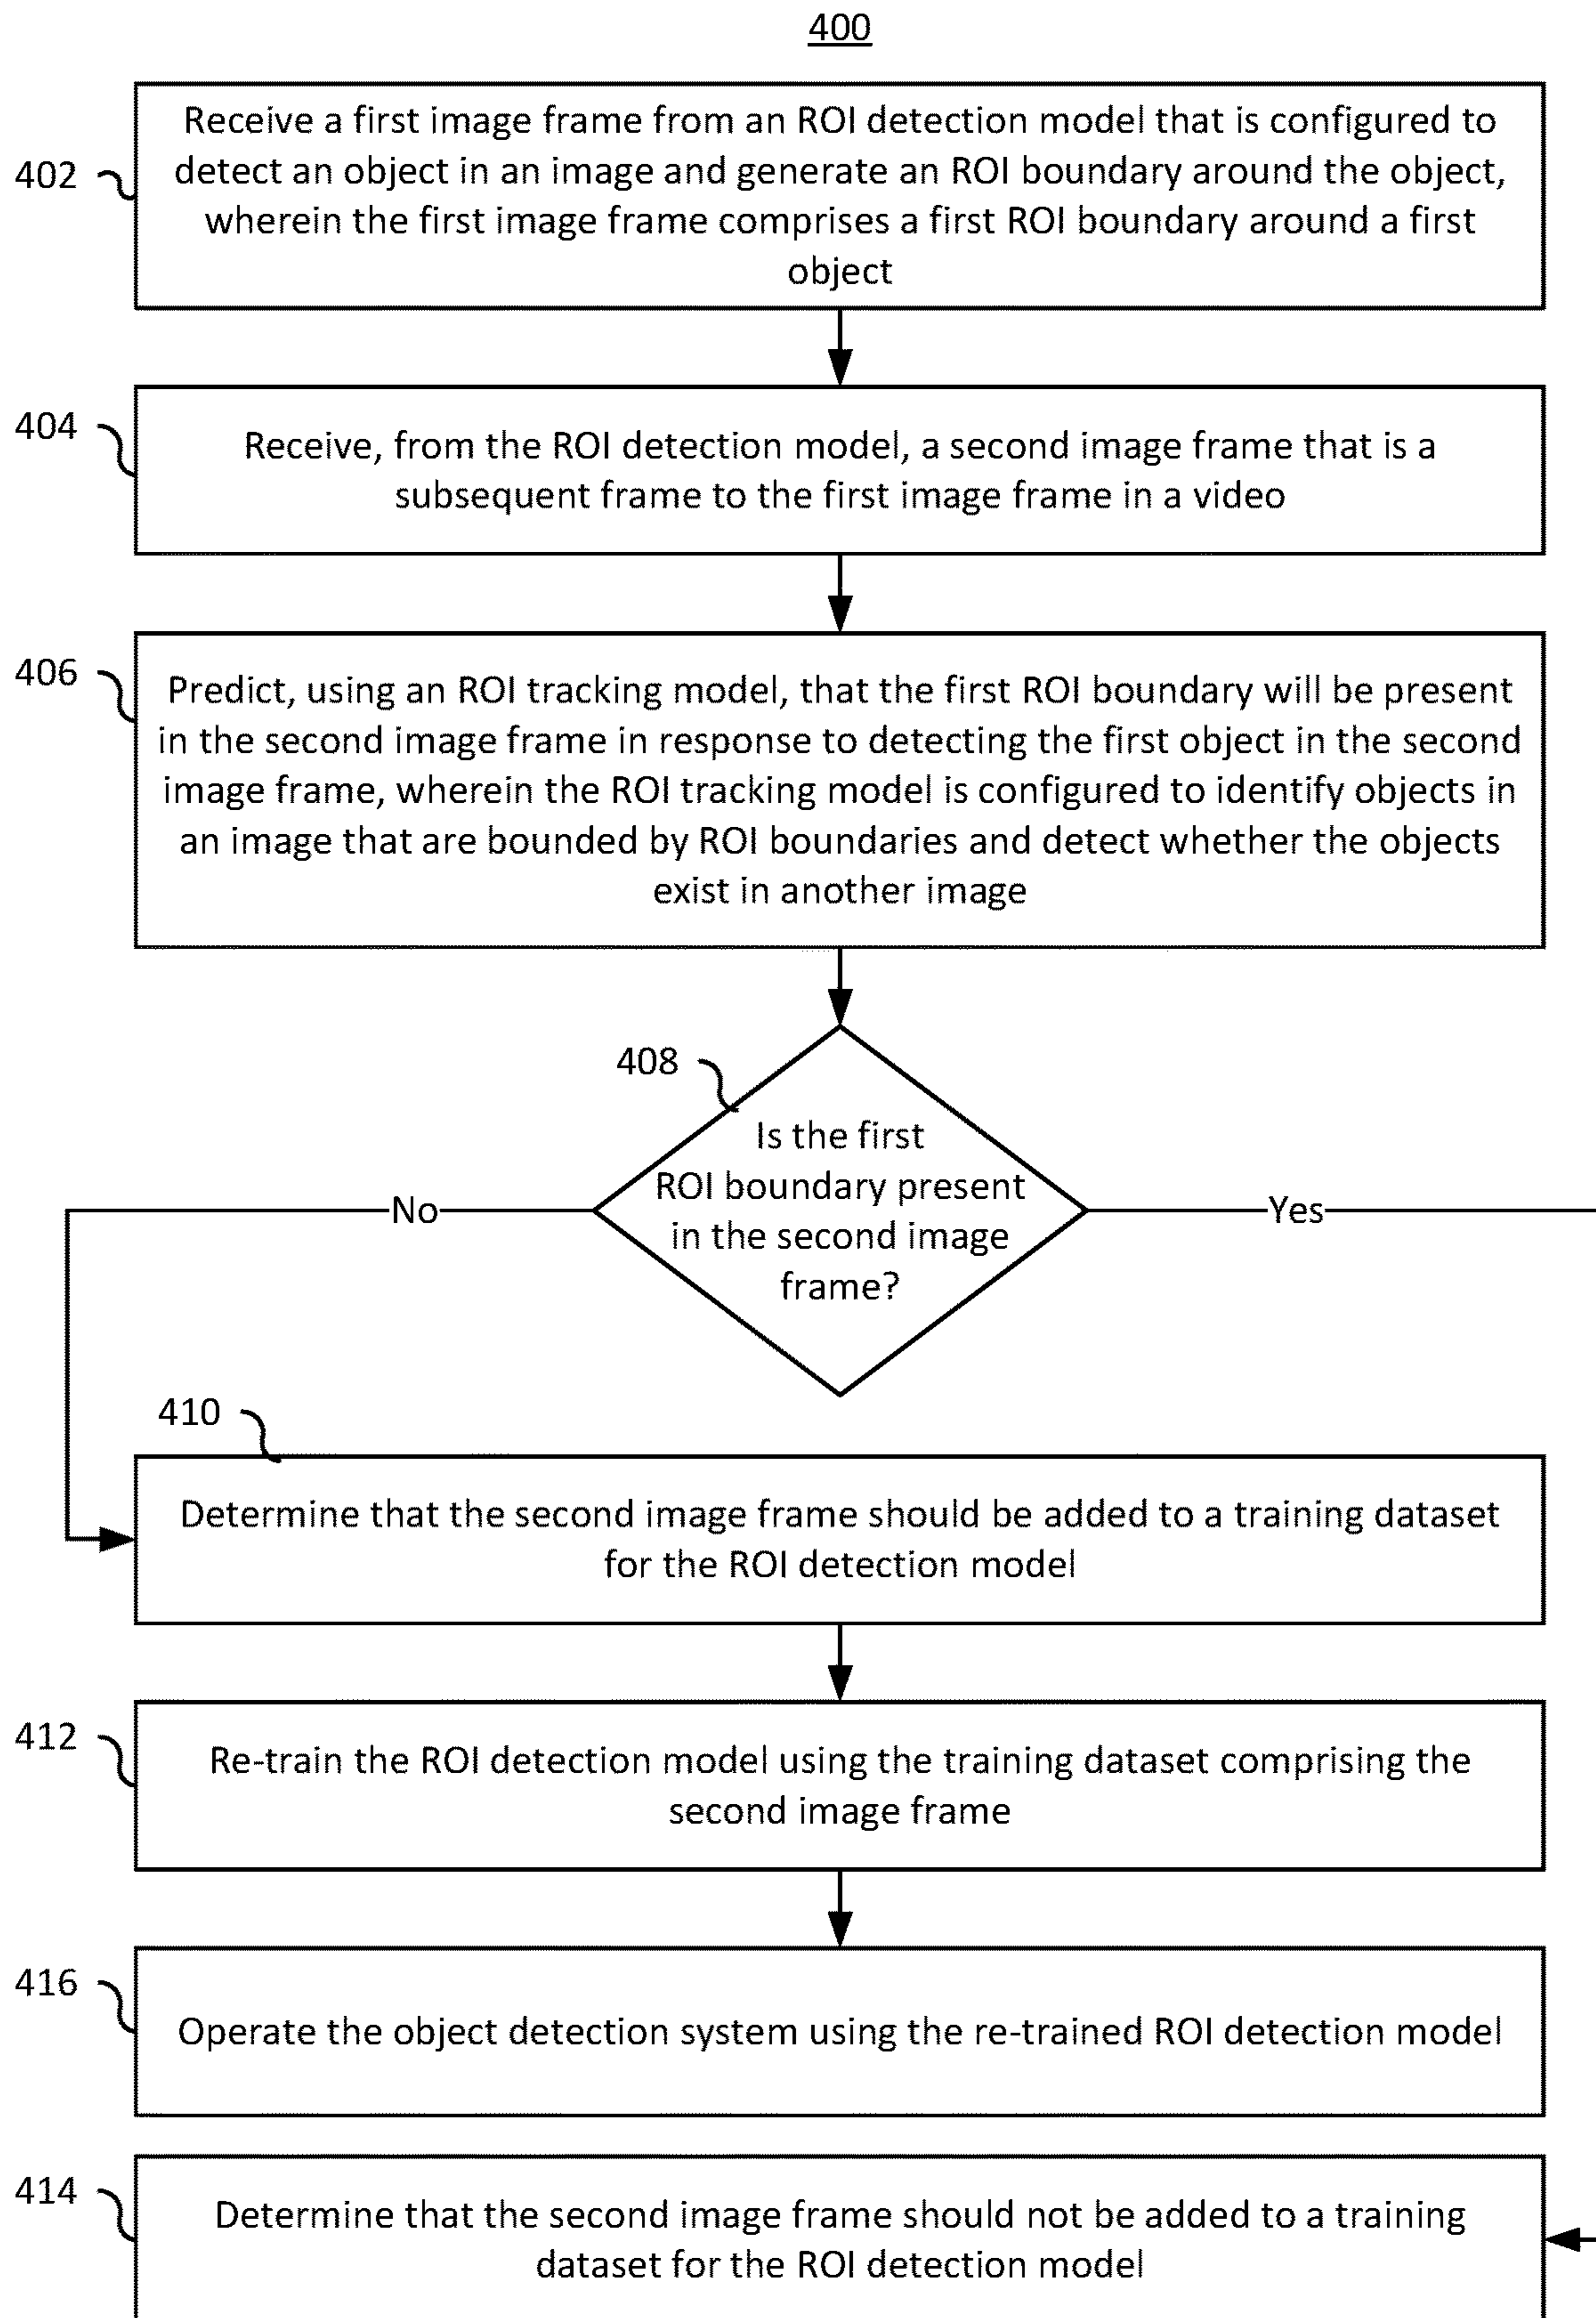 400
402
Receive a first image frame from an ROI detection model that is configured to
detect an object in an image and generate an ROI boundary around the object,
wherein the first image frame comprises a first ROI boundary around a first
object
404
Receive, from the ROI detection model, a second image frame that is a
subsequent frame to the first image frame in a video
406
Predict, using an ROI tracking model, that the first ROI boundary will be present
in the second image frame in response to detecting the first object in the second
image frame, wherein the ROI tracking model is configured to identify objects in
an image that are bounded by ROI boundaries and detect whether the objects
exist in another image
408
Is the first
ROI boundary present
in the second image
frame?
No
Yes
410
Determine that the second image frame should be added to a training dataset
for the ROI detection model
412
Re-train the ROI detection model using the training dataset comprising the
second image frame
416
Operate the object detection system using the re-trained ROI detection model
414
Determine that the second image frame should not be added to a training
dataset for the ROI detection model